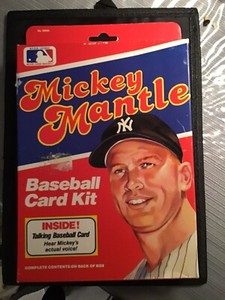 Mickey
Mantle
NY
Baseball
Card Kit
INSIDE!
Talking Baseball Card
Hear Mickey's
actual voice!
COMPLETE CONTENTS ON BACK OF BOX